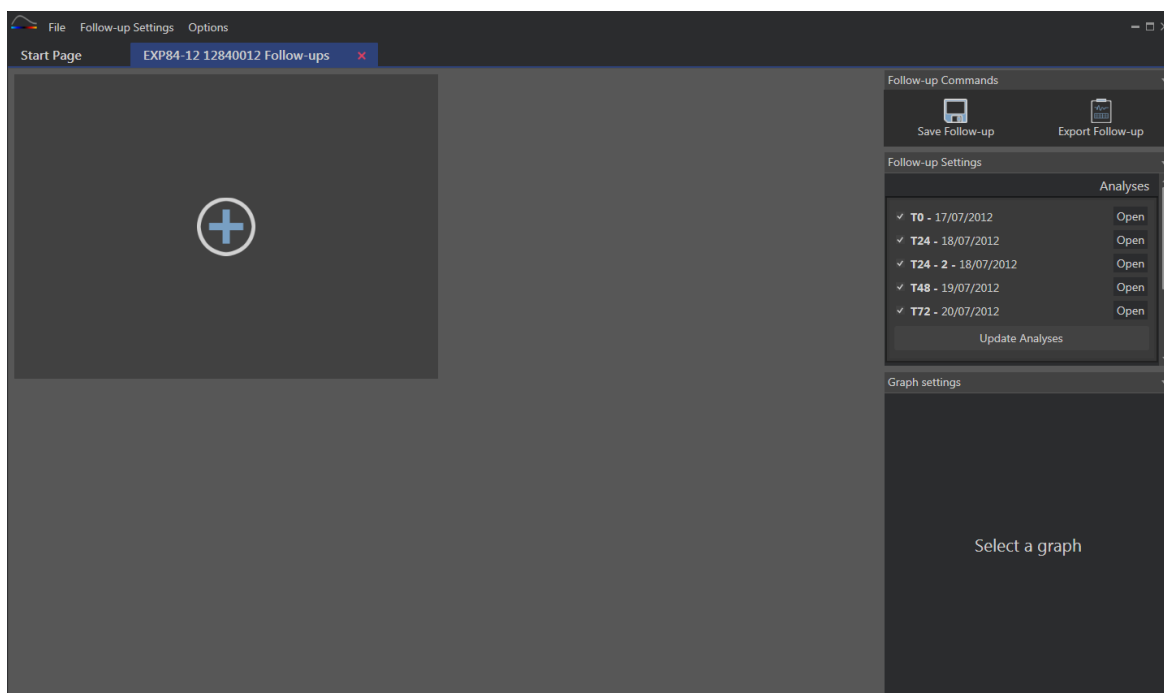 File Follow-up Settings Options
Start Page EXP84-12 12840012 Follow-ups
Follow-up Commands
Save Follow-up Export Follow-up
Follow-up Settings
Analyses
T0 - 17/07/2012 Open
T24 - 18/07/2012 Open
T24 - 2 - 18/07/2012 Open
T48 - 19/07/2012 Open
T72 - 20/07/2012 Open
Update Analyses
Graph settings
Select a graph